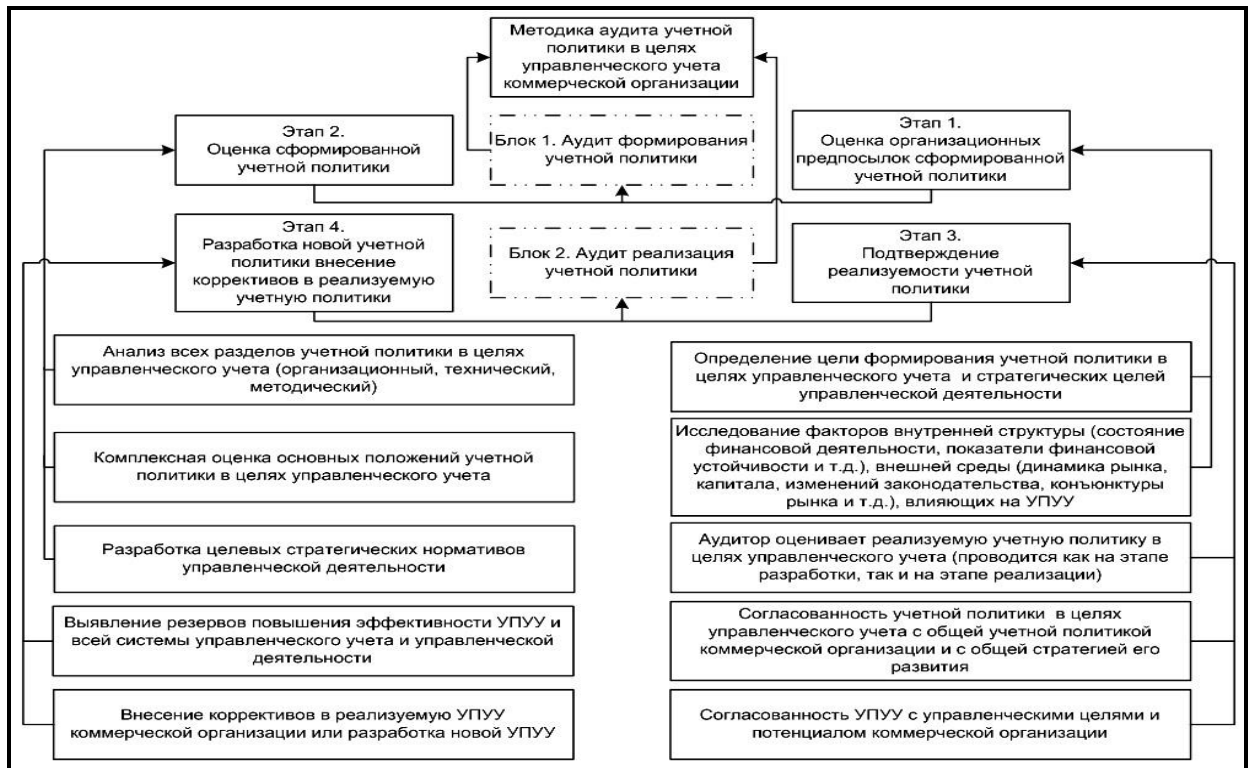 Методика аудита учетной
политики в целях
управленческого учета
коммерческой организации
Этап 2.
Оценка сформированной
учетной политики
Блок 1. Аудит формирования
учетной политики
Этап 1.
Оценка организационных
предпосылок сформированной
учетной политики
Этап 4.
Разработка новой учетной
политики внесение
коррективов в реализуемую
учетную политики
Блок 2. Аудит реализация
учетной политики
Этап 3.
Подтверждение
реализуемости учетной
политики
Анализ всех разделов учетной политики в целях
управленческого учета (организационный, технический,
методический)
Комплексная оценка основных положений учетной
политики в целях управленческого учета
Разработка целевых стратегических нормативов
управленческой деятельности
Выявление резервов повышения эффективности УПУУ и
всей системы управленческого учета и управленческой
деятельности
Внесение коррективов в реализуемую УПУУ
коммерческой организации или разработка новой УПУУ
Определение цели формирования учетной политики в
целях управленческого учета и стратегических целей
управленческой деятельности
Исследование факторов внутренней структуры (состояние
финансовой деятельности, показатели финансовой
устойчивости и т.д.), внешней среды (динамика рынка,
капитала, изменений законодательства, конъюнктуры
рынка и т.д.), влияющих на УПУУ
Аудитор оценивает реализуемую учетную политику в
целях управленческого учета (проводится как на этапе
разработки, так и на этапе реализации)
Согласованность учетной политики в целях
управленческого учета с общей учетной политикой
коммерческой организации и с общей стратегией его
развития
Согласованность УПУУ с управленческими целями и
потенциалом коммерческой организации